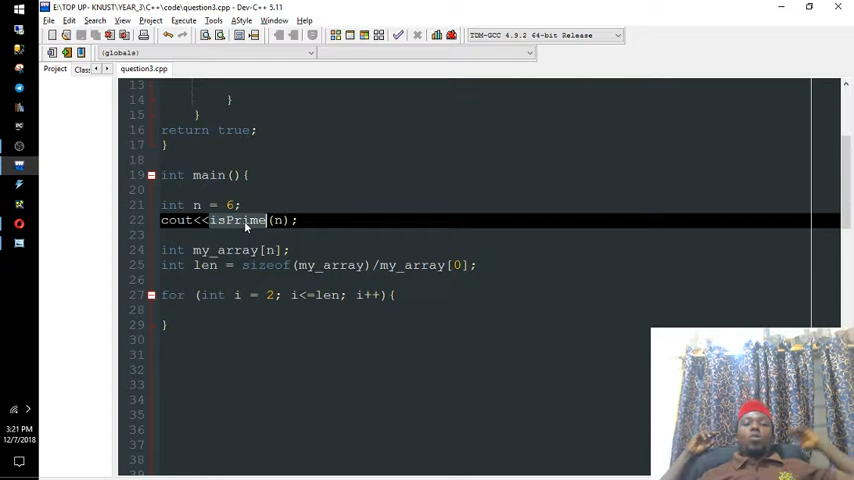 E:\TOP UP- KNUST\YEAR_3\C++\code\question3.cpp - Dev-C++ 5.11
File Edit Search View Project Execute Tools AStyle Window Help
TDM-GCC 4.9.2 64-bit Release
(globals)
Project Clas question3.cpp
13
14 }
15 }
16 return true;
17 }
18
19 int main(){
20
21 int n = 6;
22 cout<<isPrime(n);
23
24 int my_array[n];
25 int len = sizeof(my_array)/my_array[0];
26
27 for (int i = 2; i<=len; i++){
28
29 }
30
31
32
33
34
35
36
37
38
39
3:21 PM
12/7/2018